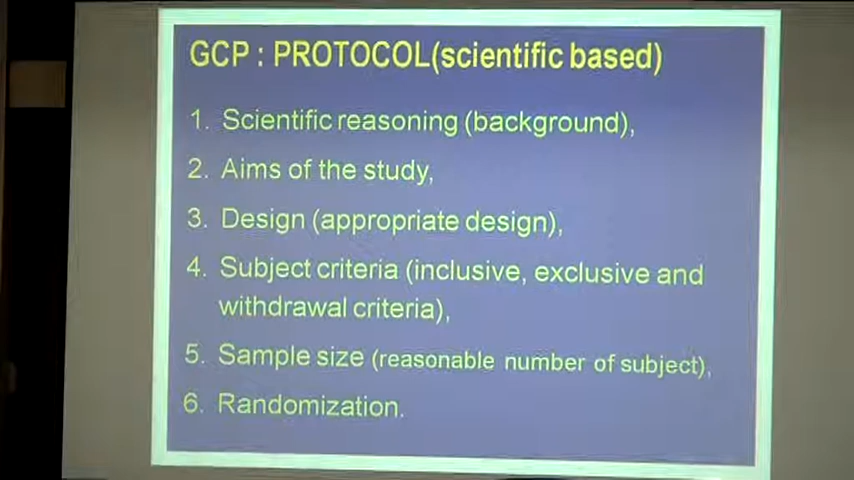 GCP : PROTOCOL(scientific based)
1. Scientific reasoning (background),
2. Aims of the study,
3. Design (appropriate design),
4. Subject criteria (inclusive, exclusive and
withdrawal criteria),
5. Sample size (reasonable number of subject),
6. Randomization.